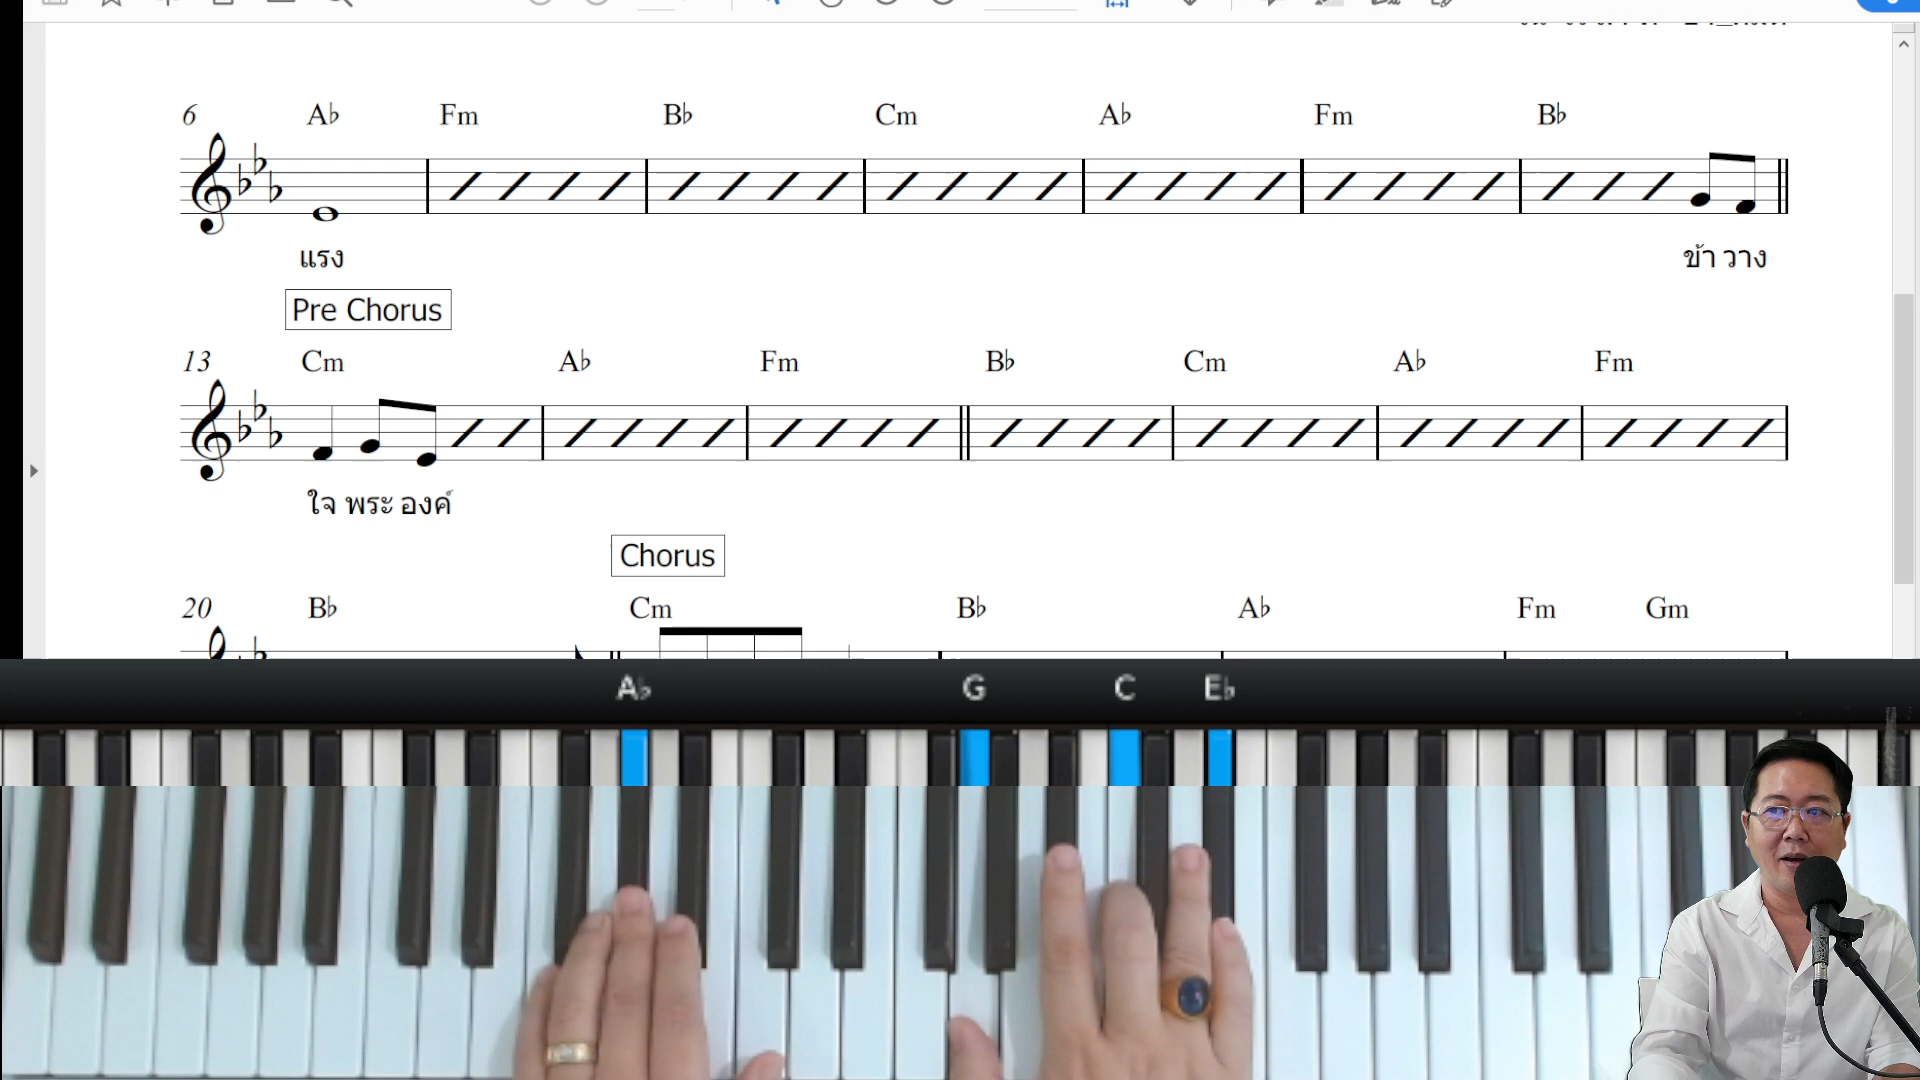 6 A♭ Fm B♭ Cm A♭ Fm B♭
แรง ข้า วาง
Pre Chorus
13 Cm A♭ Fm B♭ Cm A♭ Fm
ใจ พระ องค์
Chorus
20 B♭ Cm B♭ A♭ Fm Gm
A♭ G C E♭